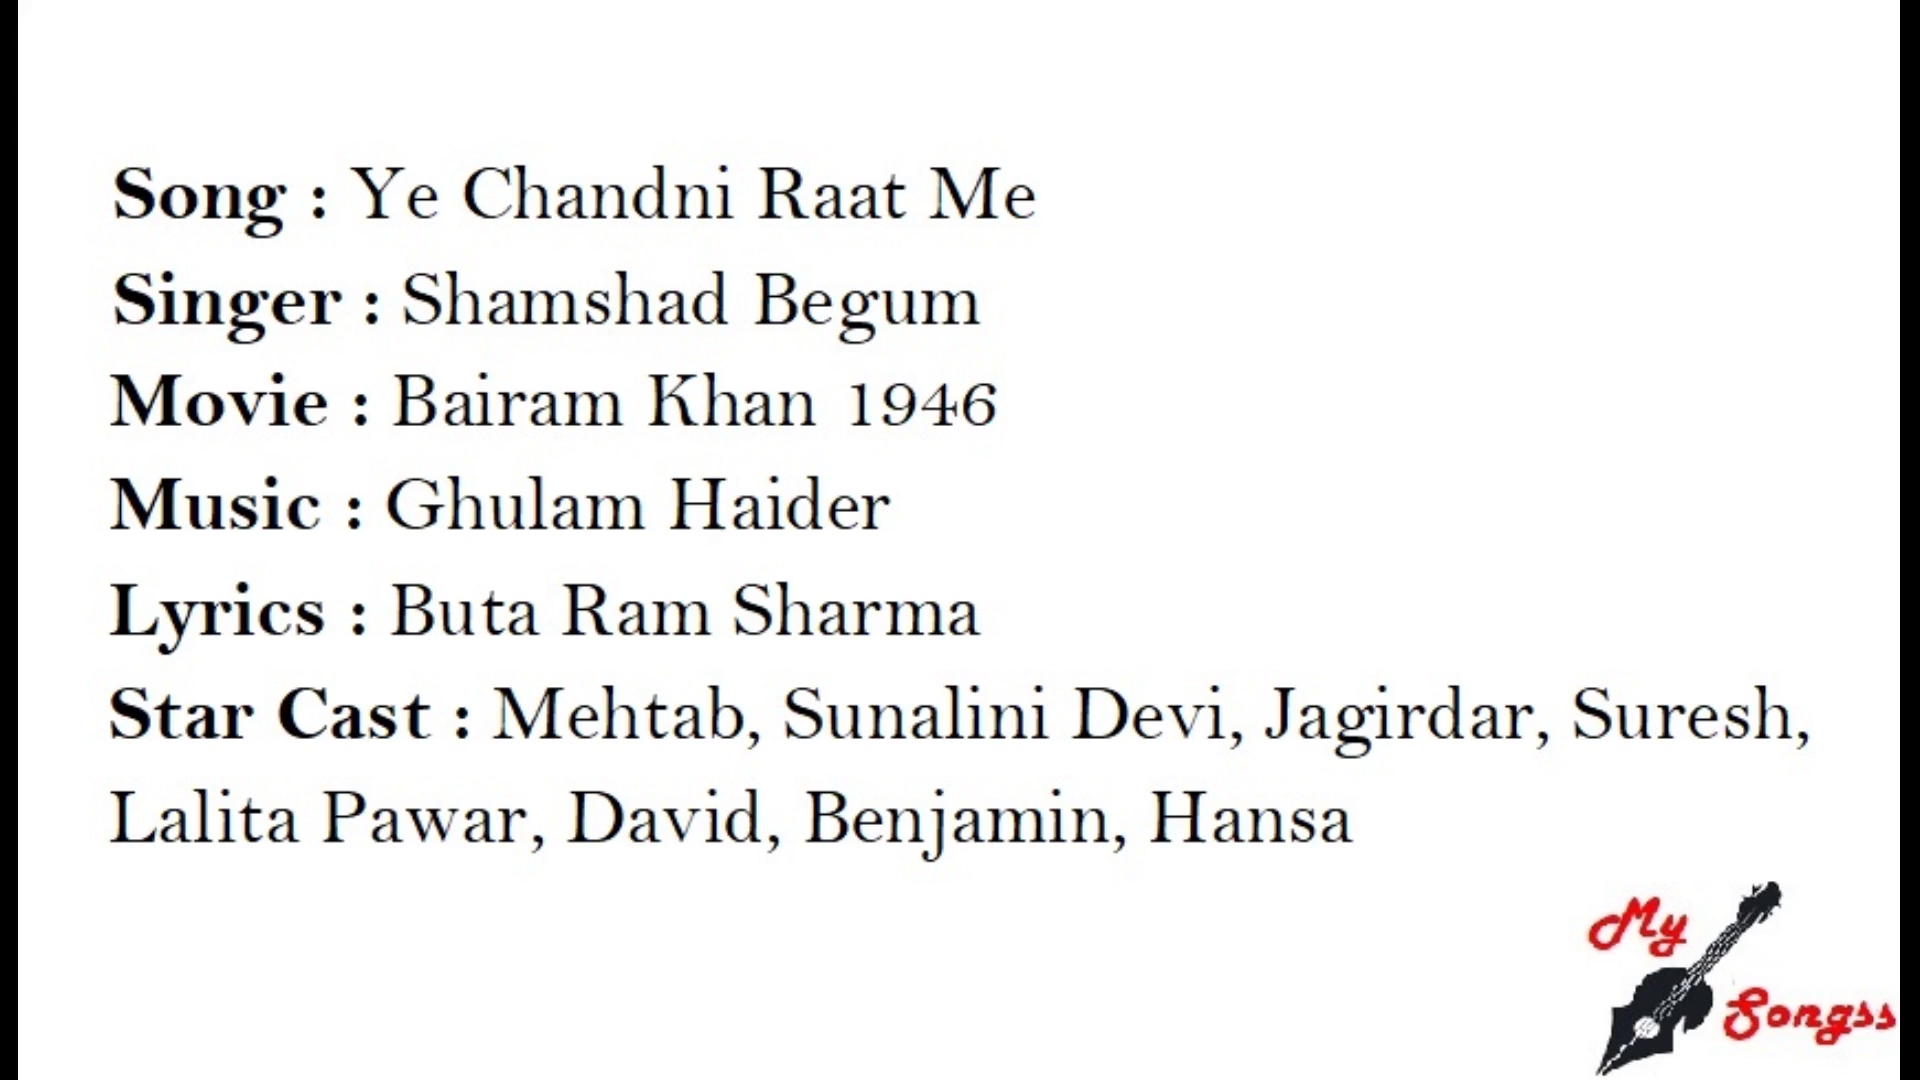 Song : Ye Chandni Raat Me
Singer : Shamshad Begum
Movie : Bairam Khan 1946
Music : Ghulam Haider
Lyrics : Buta Ram Sharma
Star Cast : Mehtab, Sunalini Devi, Jagirdar, Suresh,
Lalita Pawar, David, Benjamin, Hansa
My
Songss